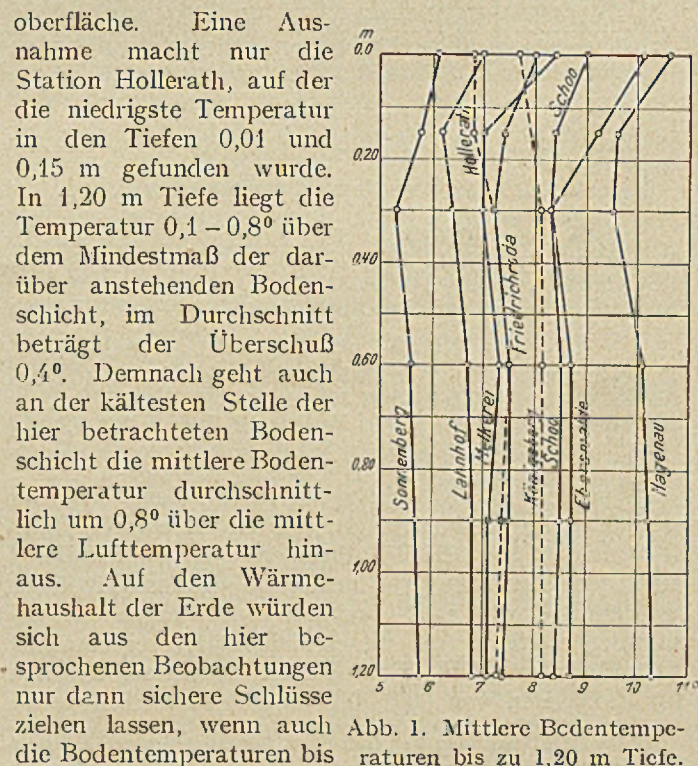 oberfläche. Eine Aus-
nahme macht nur die
Station Hollerath, auf der
die niedrigste Temperatur
in den Tiefen 0,01 und
0,15 m gefunden wurde.
In 1,20 m Tiefe liegt die
Temperatur 0,1 – 0,8⁰ über
dem Mindestmaß der dar-
über anstehenden Boden-
schicht, im Durchschnitt
beträgt der Überschuß
0,4⁰. Demnach geht auch
an der kältesten Stelle der
hier betrachteten Boden-
schicht die mittlere Boden-
temperatur durchschnitt-
lich um 0,8⁰ über die mitt-
lere Lufttemperatur hin-
aus. Auf den Wärme-
haushalt der Erde würden
sich aus den hier be-
sprochenen Beobachtungen
nur dann sichere Schlüsse
ziehen lassen, wenn auch
die Bodentemperaturen bis
m
0,0
0,20
0,40
0,60
0,80
1,00
1,20
Hollerath
Schoo
Friedrichroda
Sonnenberg
Lahnhof
Melkerei
Königsberg
Schoo
Eberswalde
Hagenau
5 6 7 8 9 10 11⁰
Abb. 1. Mittlere Bodentempe-
raturen bis zu 1,20 m Tiefe.